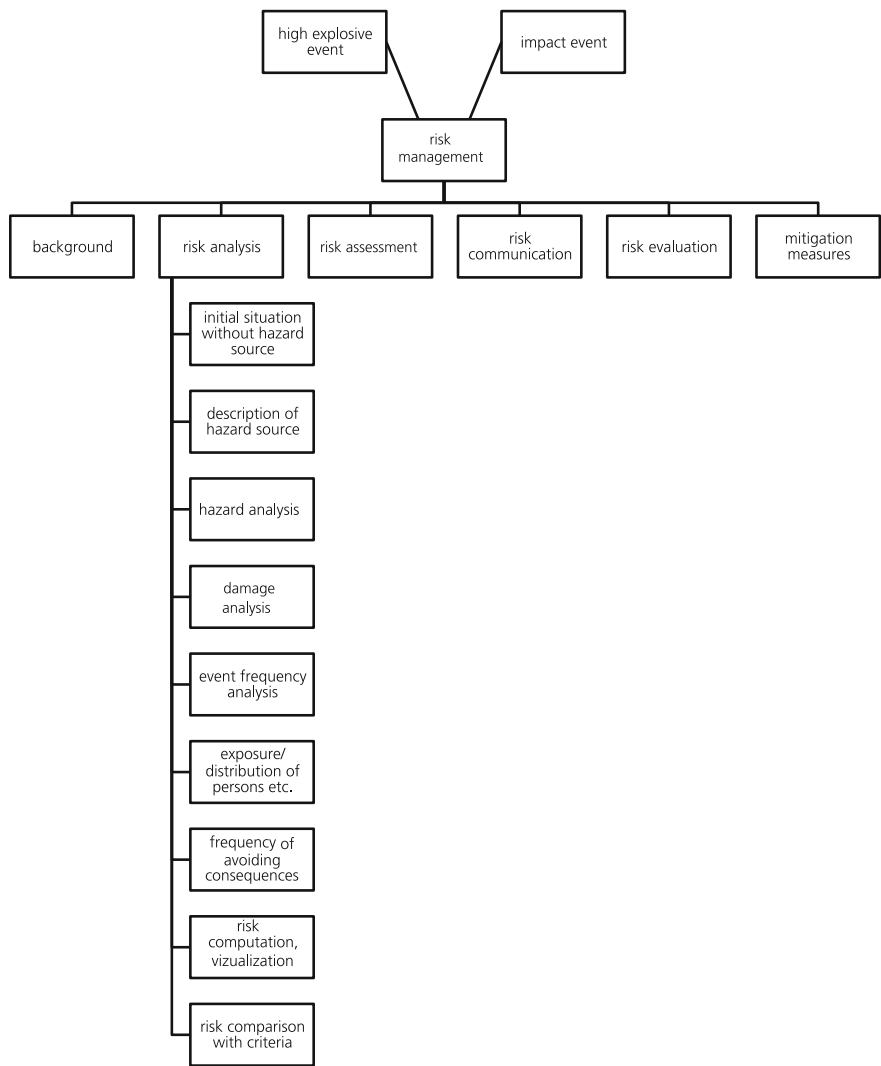 high explosive
event
impact event
risk
management
background
risk analysis
risk assessment
risk
communication
risk evaluation
mitigation
measures
initial situation
without hazard
source
description of
hazard source
hazard analysis
damage
analysis
event frequency
analysis
exposure/
distribution of
persons etc.
frequency of
avoiding
consequences
risk
computation,
vizualization
risk comparison
with criteria